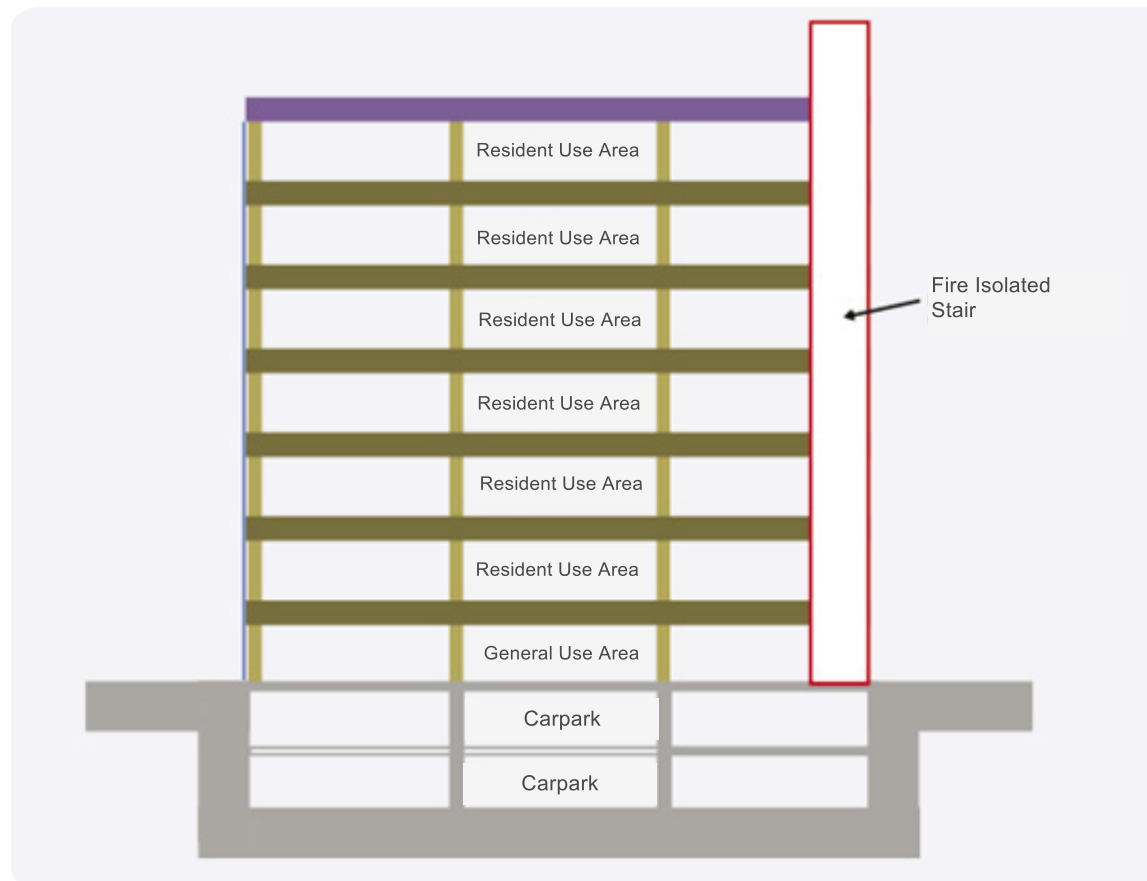 Resident Use Area
Resident Use Area
Resident Use Area
Fire Isolated
Stair
Resident Use Area
Resident Use Area
Resident Use Area
General Use Area
Carpark
Carpark